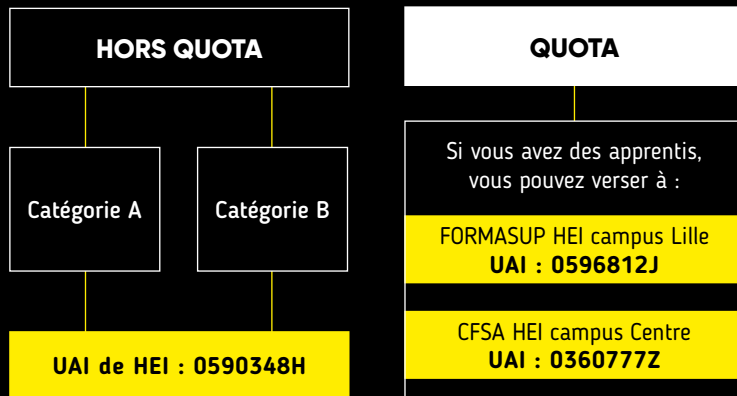 HORS QUOTA
Catégorie A
Catégorie B
UAI de HEI : 0590348H
QUOTA
Si vous avez des apprentis,
vous pouvez verser à :
FORMASUP HEI campus Lille
UAI : 0596812J
CFSA HEI campus Centre
UAI : 0360777Z